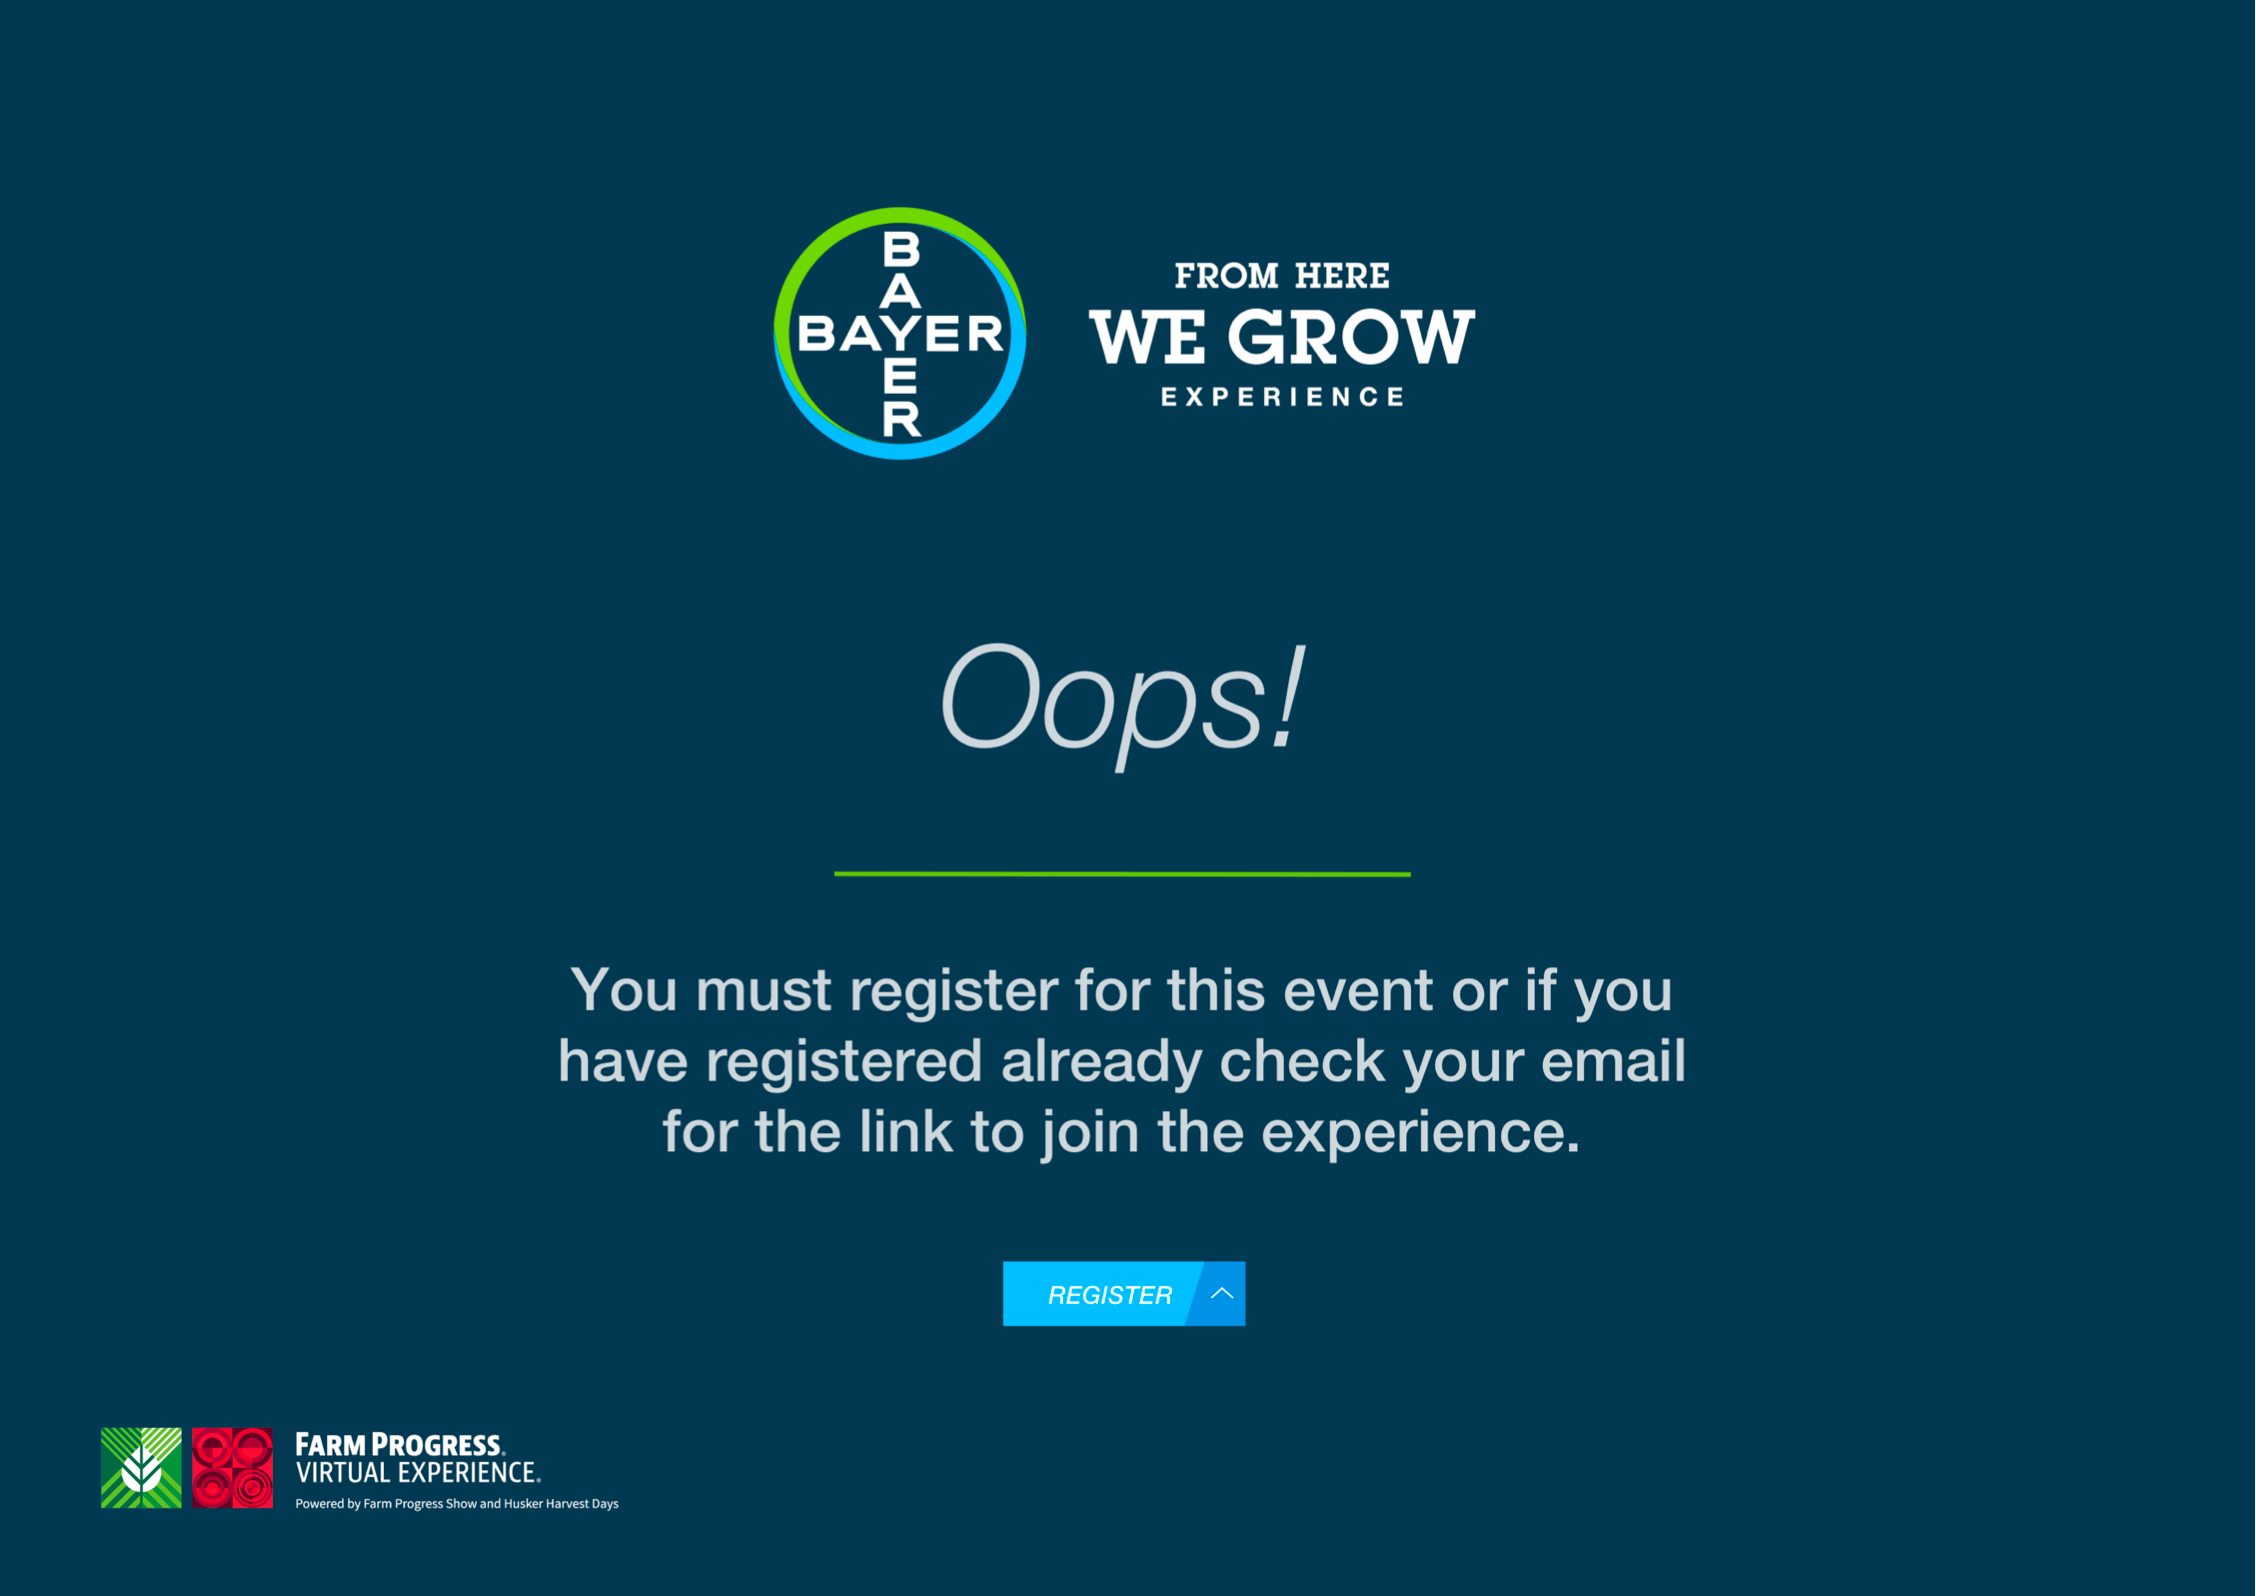 BAYER
BAYER
FROM HERE
WE GROW
EXPERIENCE
Oops!
You must register for this event or if you
have registered already check your email
for the link to join the experience.
REGISTER
FARM PROGRESS®
VIRTUAL EXPERIENCE®
Powered by Farm Progress Show and Husker Harvest Days